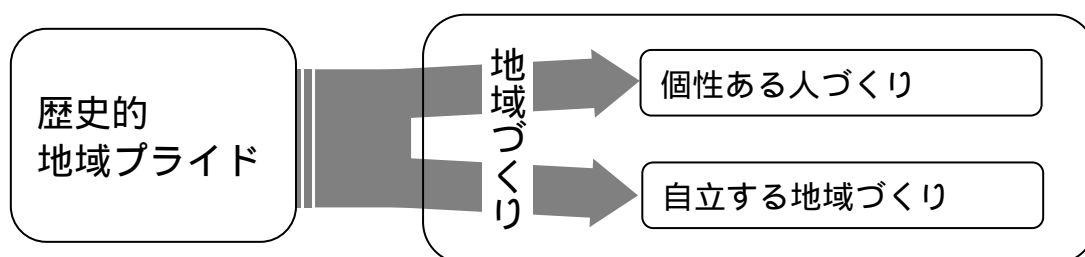 歴史的
地域プライド
地域づくり
個性ある人づくり
自立する地域づくり